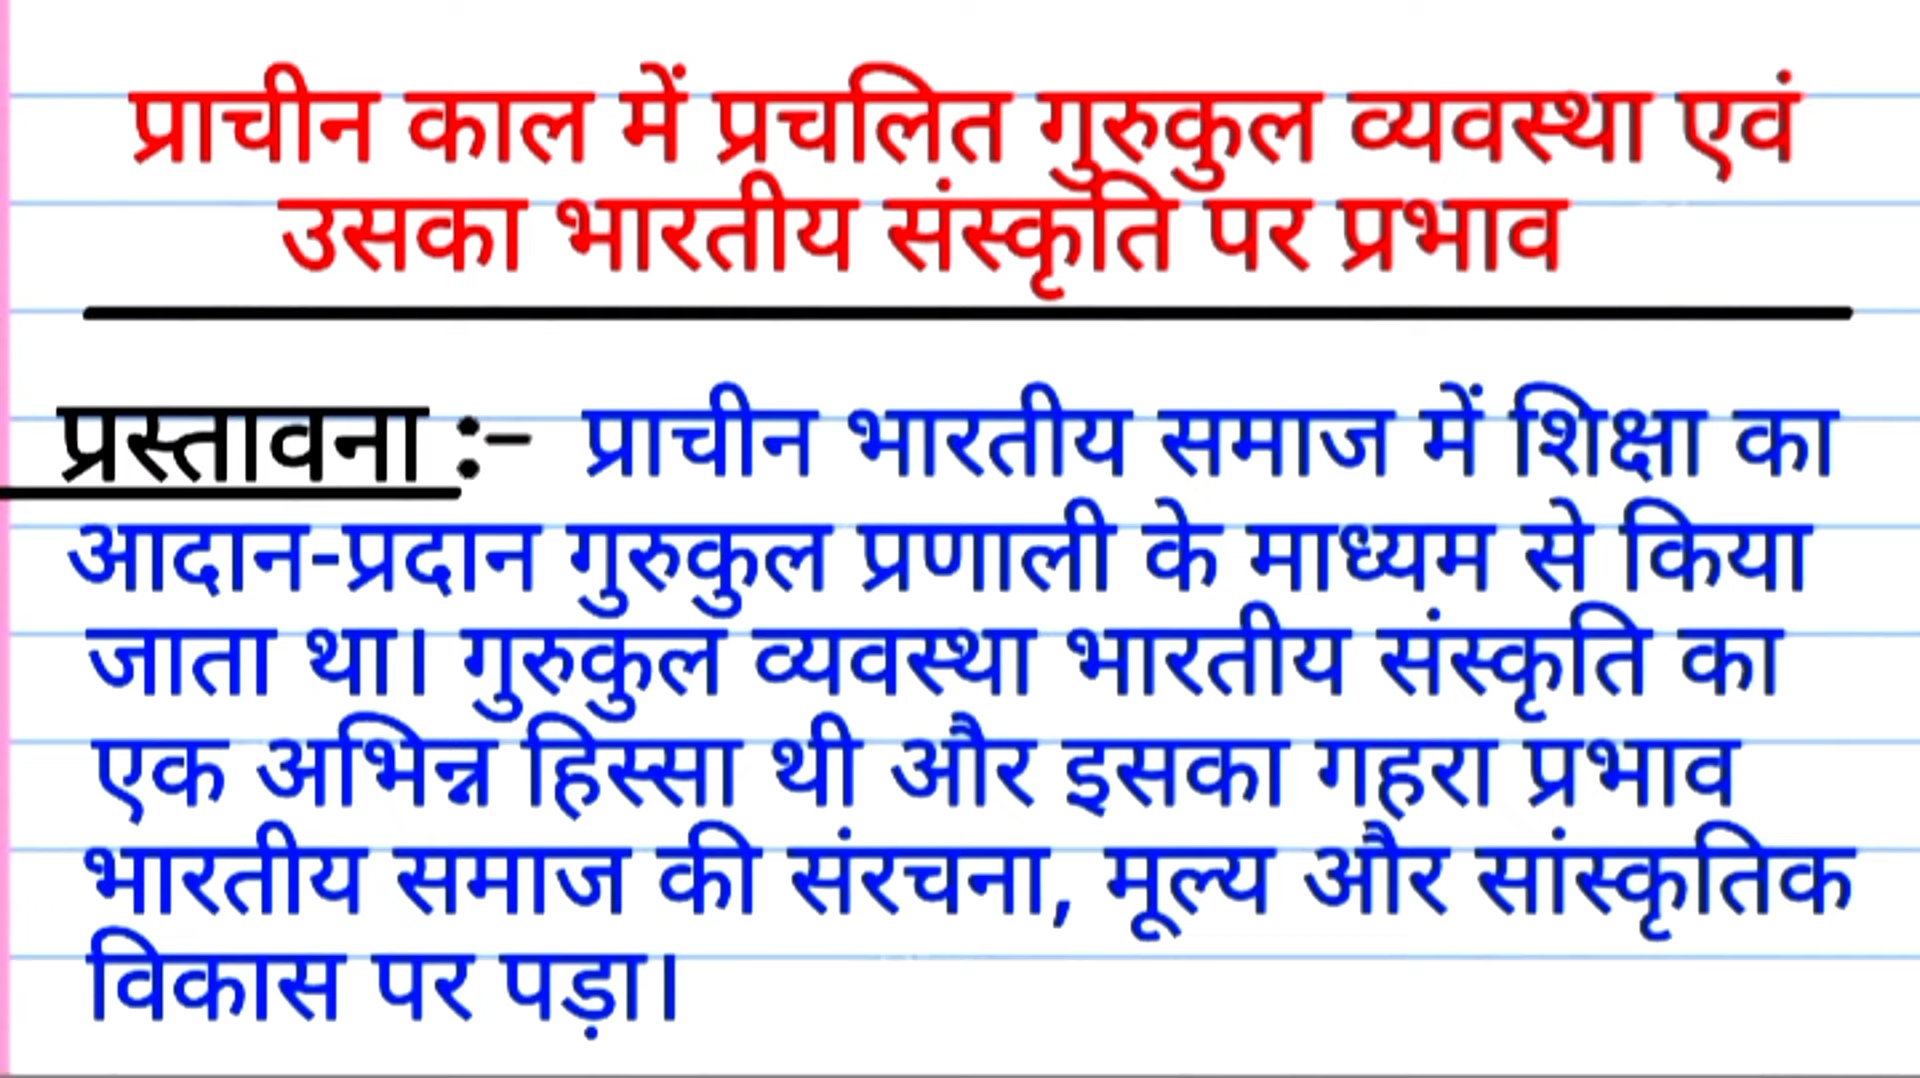 प्राचीन काल में प्रचलित गुरुकुल व्यवस्था एवं
उसका भारतीय संस्कृति पर प्रभाव
प्रस्तावना :- प्राचीन भारतीय समाज में शिक्षा का
आदान-प्रदान गुरुकुल प्रणाली के माध्यम से किया
जाता था। गुरुकुल व्यवस्था भारतीय संस्कृति का
एक अभिन्न हिस्सा थी और इसका गहरा प्रभाव
भारतीय समाज की संरचना, मूल्य और सांस्कृतिक
विकास पर पड़ा।